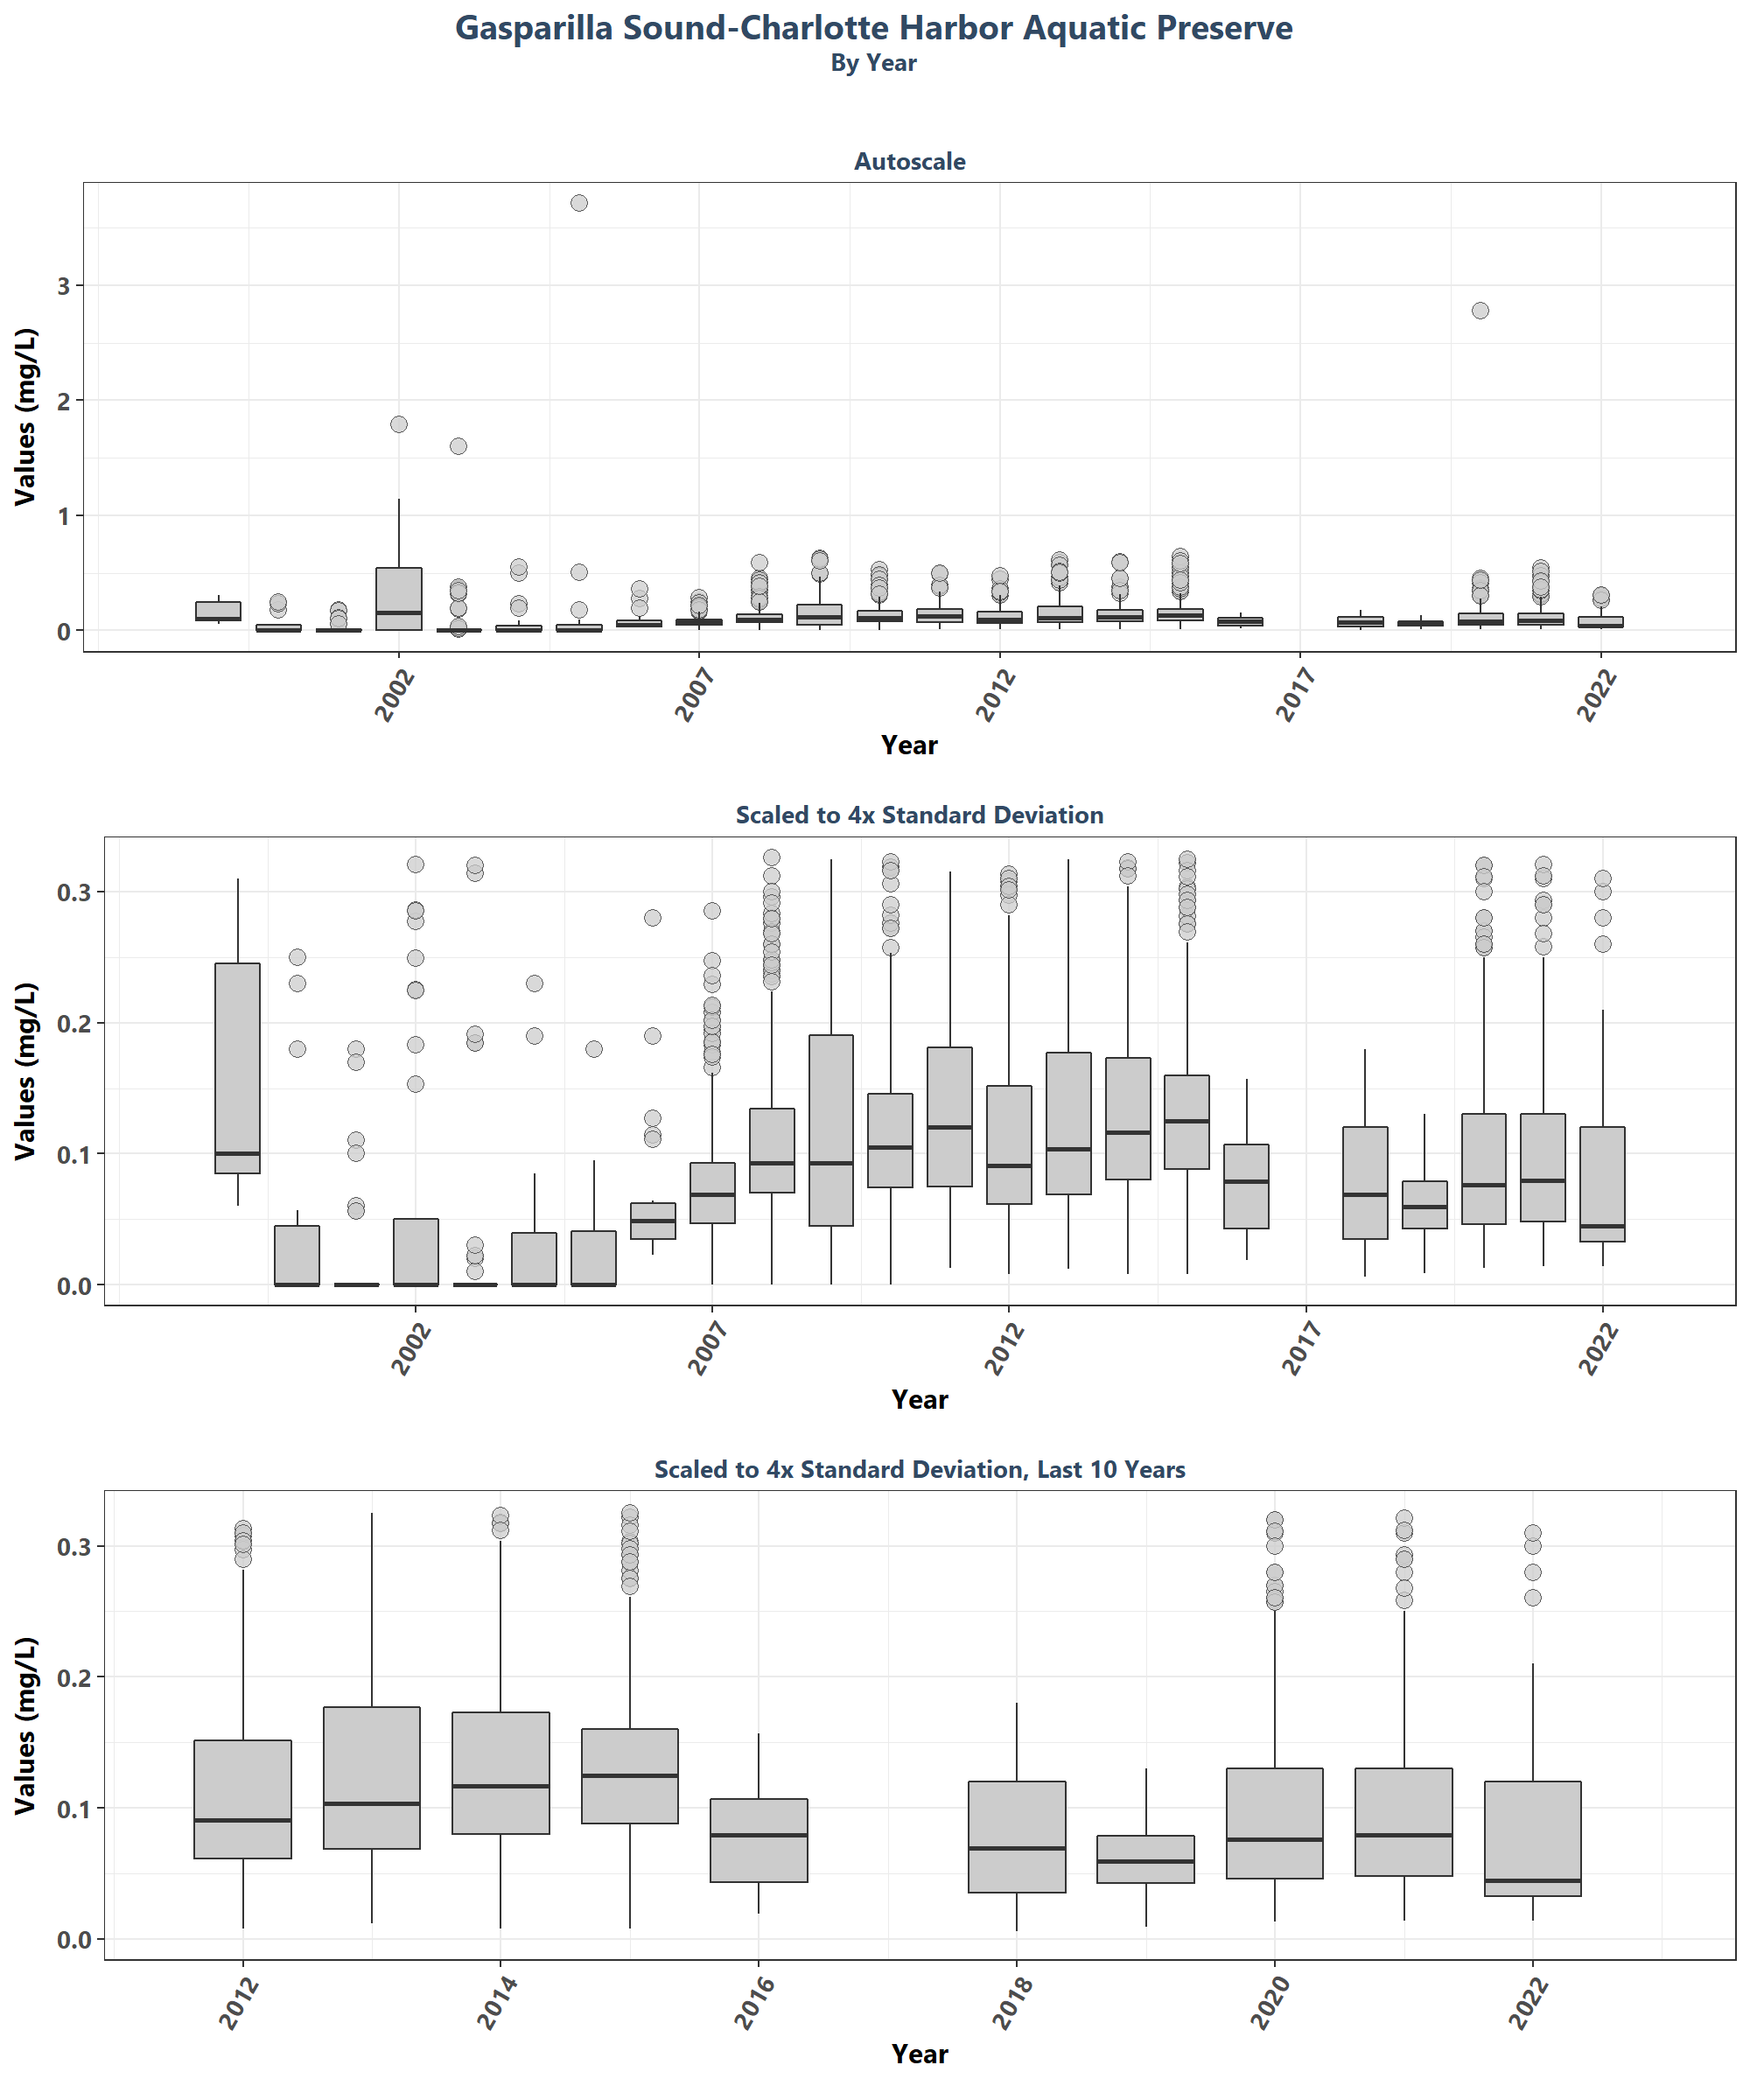 Gasparilla Sound-Charlotte Harbor Aquatic Preserve
By Year
Autoscale
Values (mg/L)
3
2
1
0
2002 2007 2012 2017 2022
Year
Scaled to 4x Standard Deviation
Values (mg/L)
0.3
0.2
0.1
0.0
2002 2007 2012 2017 2022
Year
Scaled to 4x Standard Deviation, Last 10 Years
Values (mg/L)
0.3
0.2
0.1
0.0
2012 2014 2016 2018 2020 2022
Year